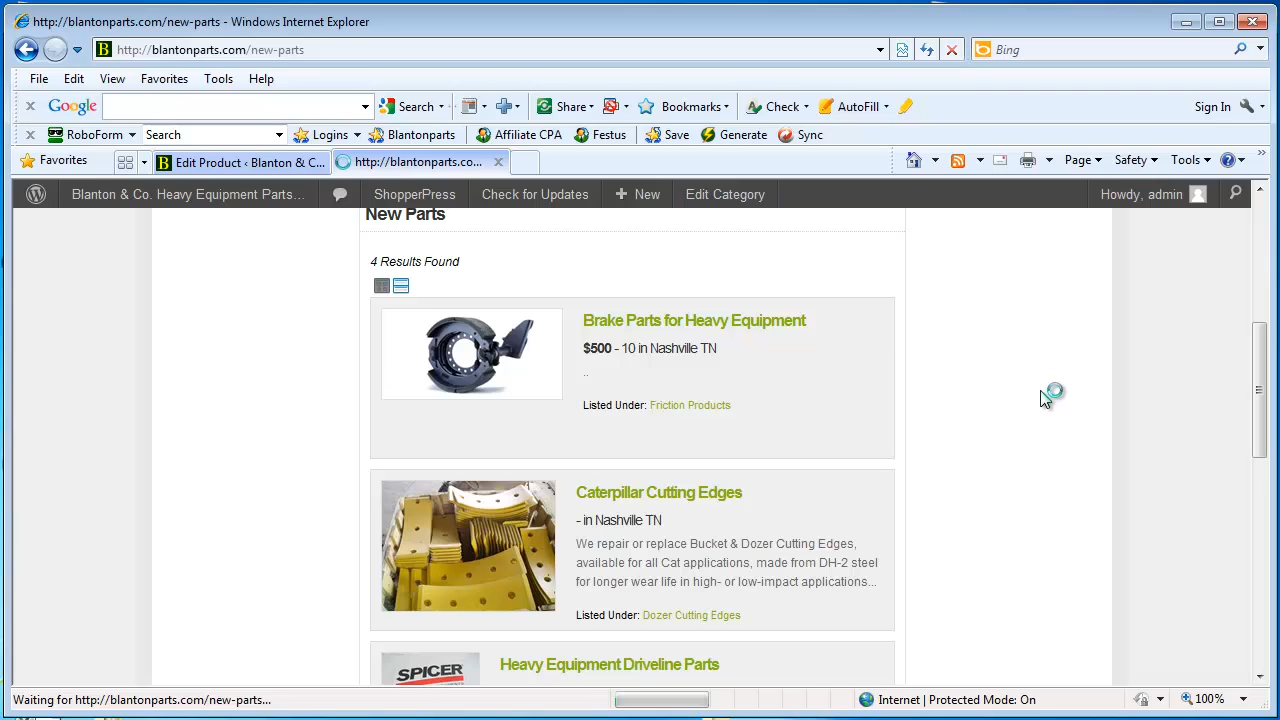 http://blantonparts.com/new-parts - Windows Internet Explorer
http://blantonparts.com/new-parts
Bing
File Edit View Favorites Tools Help
Google Search Share Bookmarks Check AutoFill Sign In
RoboForm Search Logins Blantonparts Affiliate CPA Festus Save Generate Sync
Favorites Edit Product ‹ Blanton & C... http://blantonparts.co... Page Safety Tools
Blanton & Co. Heavy Equipment Parts... ShopperPress Check for Updates New Edit Category Howdy, admin
New Parts
4 Results Found
Brake Parts for Heavy Equipment
$500 - 10 in Nashville TN
..
Listed Under: Friction Products
Caterpillar Cutting Edges
- in Nashville TN
We repair or replace Bucket & Dozer Cutting Edges,
available for all Cat applications, made from DH-2 steel
for longer wear life in high- or low-impact applications...
Listed Under: Dozer Cutting Edges
SPICER
Heavy Equipment Driveline Parts
Waiting for http://blantonparts.com/new-parts... Internet | Protected Mode: On 100%